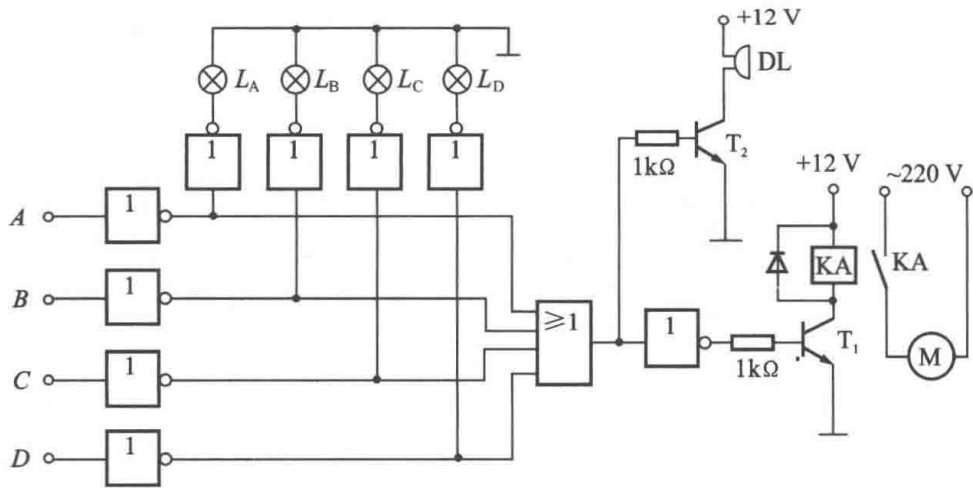 +12 V
DL
L_A L_B L_C L_D
1 1 1 1
1kΩ
T_2
+12 V
~220 V
A 1
B 1
KA KA
≥1
1
C 1
1kΩ
T_1
M
D 1